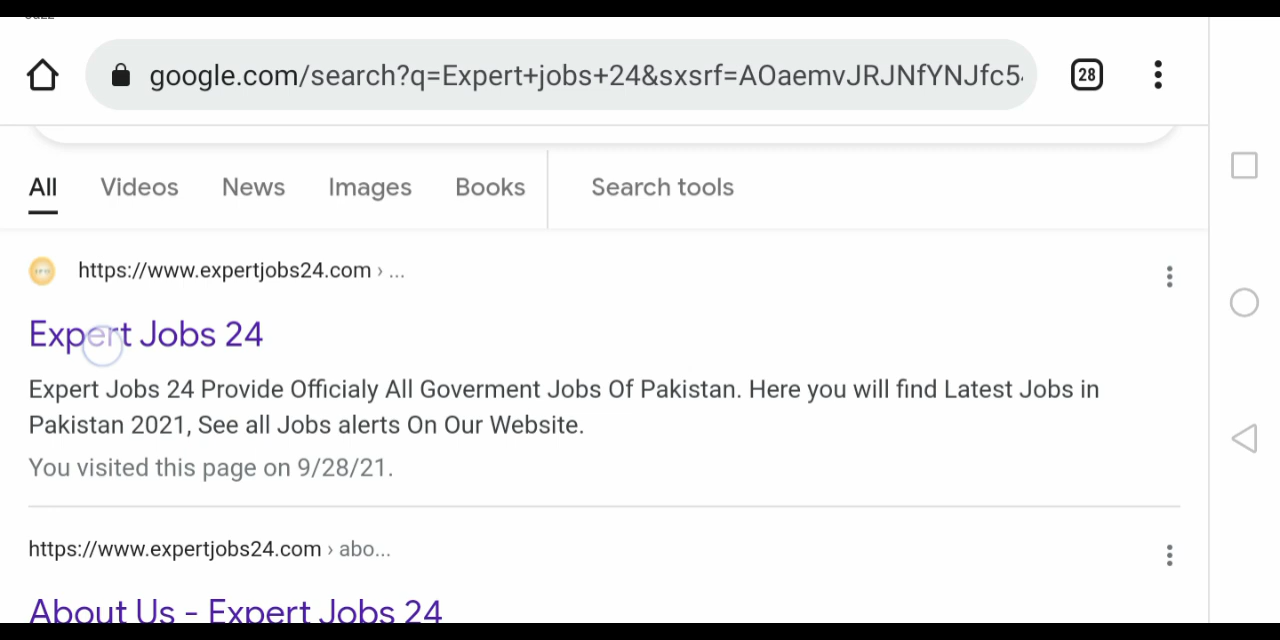 google.com/search?q=Expert+jobs+24&sxsrf=AOaemvJRJNfYNJfc5
28
All Videos News Images Books Search tools
https://www.expertjobs24.com › ...
Expert Jobs 24
Expert Jobs 24 Provide Officialy All Goverment Jobs Of Pakistan. Here you will find Latest Jobs in
Pakistan 2021, See all Jobs alerts On Our Website.
You visited this page on 9/28/21.
https://www.expertjobs24.com › abo...
About Us - Expert Jobs 24